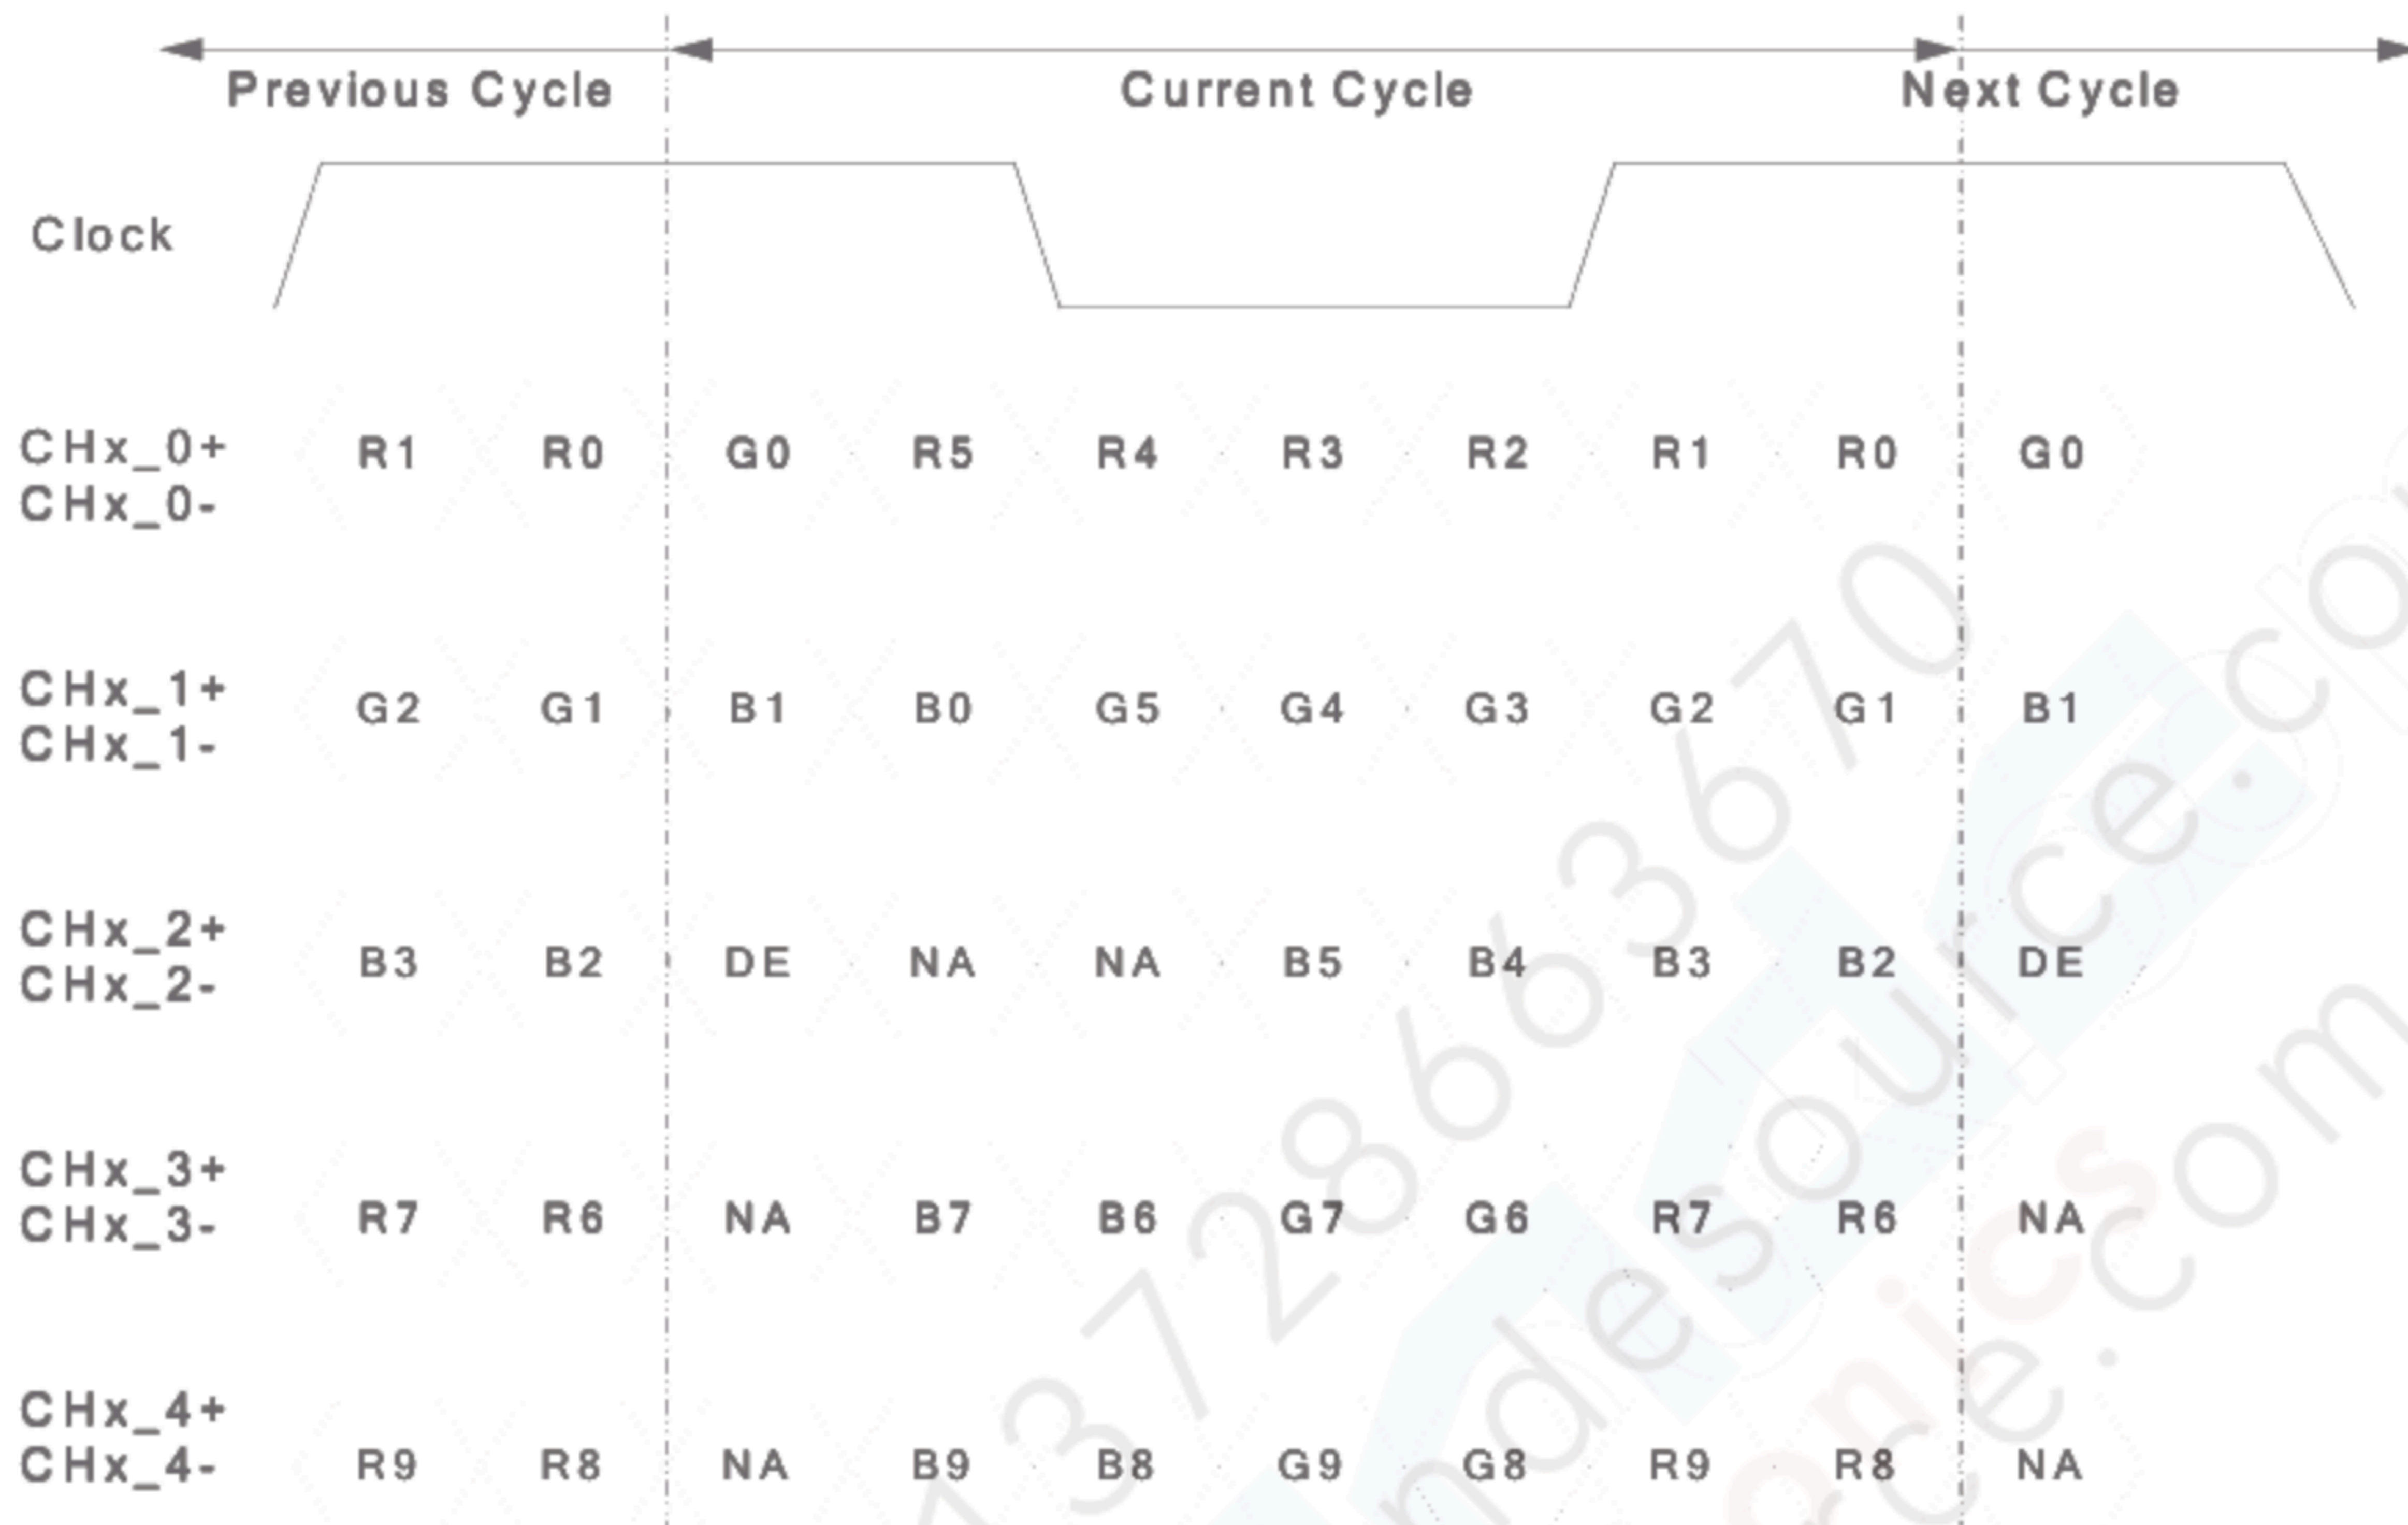 Previous Cycle Current Cycle Next Cycle
Clock
CHx_0+
R1 R0 G0 R5 R4 R3 R2 R1 R0 G0
CHx_0-
CHx_1+
G2 G1 B1 B0 G5 G4 G3 G2 G1 B1
CHx_1-
CHx_2+
B3 B2 DE NA NA B5 B4 B3 B2 DE
CHx_2-
CHx_3+
R7 R6 NA B7 B6 G7 G6 R7 R6 NA
CHx_3-
CHx_4+
R9 R8 NA B9 B8 G9 G8 R9 R8 NA
CHx_4-
13728663670